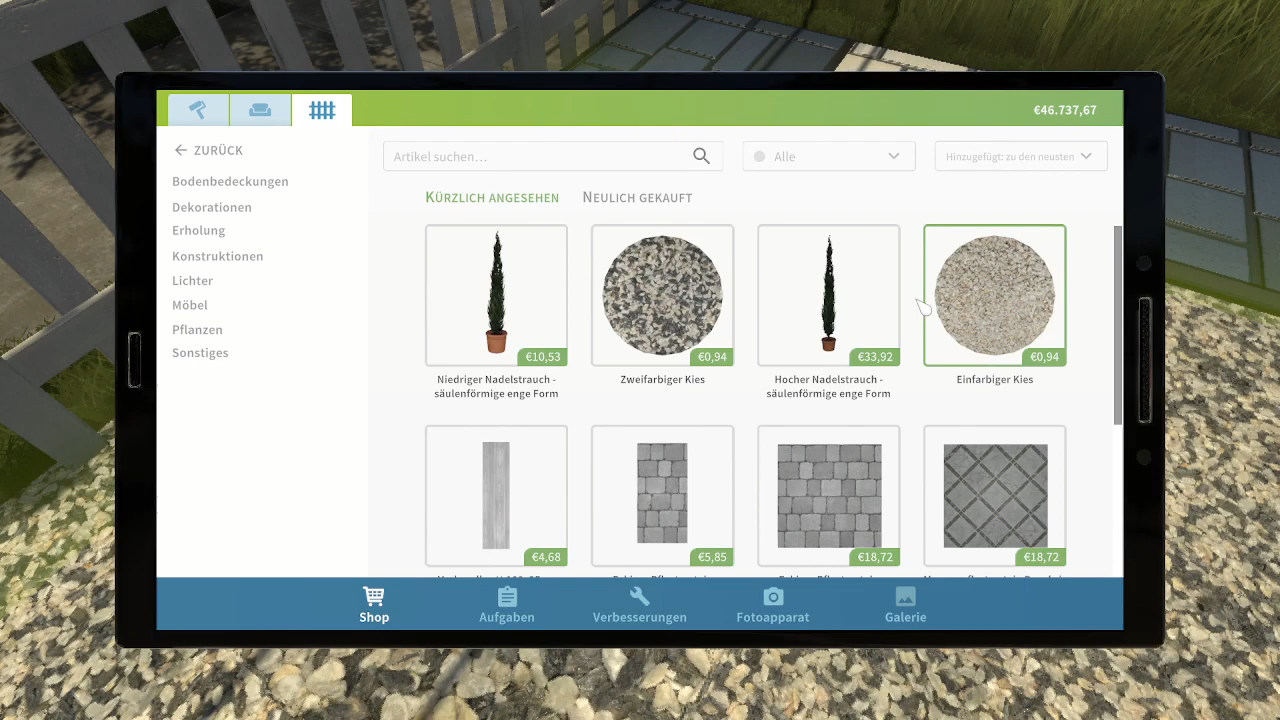 €46.737,67
ZURÜCK
Bodenbedeckungen
Dekorationen
Erholung
Konstruktionen
Lichter
Möbel
Pflanzen
Sonstiges
Artikel suchen...
Alle
Hinzugefügt: zu den neusten
KÜRZLICH ANGESEHEN
NEULICH GEKAUFT
€10,53
€0,94
€33,92
€0,94
Niedriger Nadelstrauch -
säulenförmige enge Form
Zweifarbiger Kies
Hocher Nadelstrauch -
säulenförmige enge Form
Einfarbiger Kies
€4,68
€5,85
€18,72
€18,72
Shop
Aufgaben
Verbesserungen
Fotoapparat
Galerie